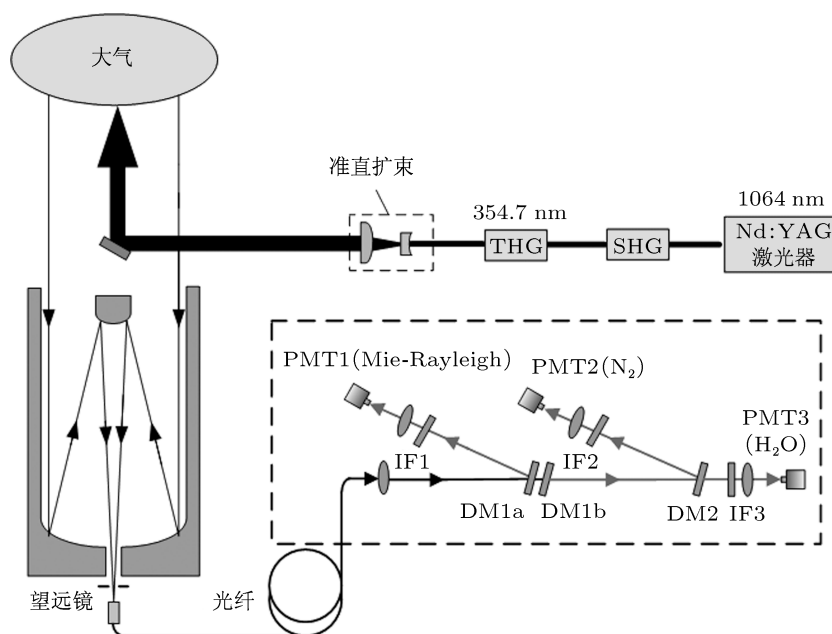 大气
准直扩束
354.7 nm
1064 nm
THG
SHG
Nd:YAG
激光器
PMT1(Mie-Rayleigh)
PMT2(N₂)
PMT3
(H₂O)
IF1
IF2
DM1a
DM1b
DM2
IF3
望远镜
光纤